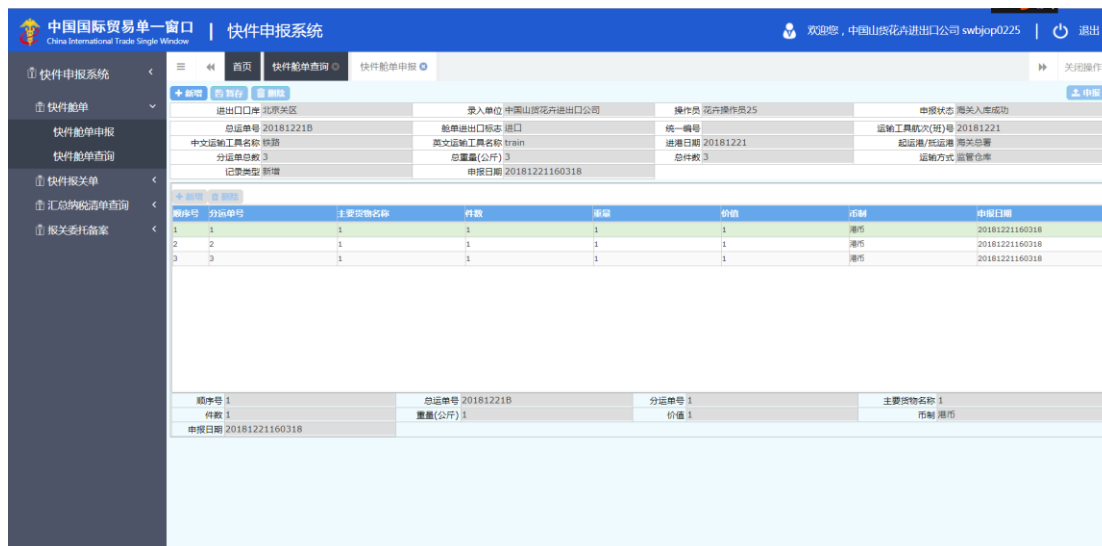 中国国际贸易单一窗口 | 快件申报系统
China International Trade Single Window
欢迎您，中国山货花卉进出口公司 swbjop0225 | 退出
快件申报系统
快件舱单
快件舱单申报
快件舱单查询
快件报关单
汇总纳税清单查询
报关委托备案
首页 快件舱单查询 快件舱单申报 关闭操作
新增 暂存 删除 申报
进出口口岸 北京关区 录入单位 中国山货花卉进出口公司 操作员 花卉操作员25 申报状态 海关入库成功
总运单号 20181221B 舱单进出口标志 进口 统一编号 运输工具航次(班)号 20181221
中文运输工具名称 铁路 英文运输工具名称 train 进港日期 20181221 起运港/抵运港 海关总署
分运单总数 3 总重量(公斤) 3 总件数 3 运输方式 监管仓库
记录类型 新增 申报日期 20181221160318
新增 删除
顺序号 分运单号 主要货物名称 件数 重量 价值 币制 申报日期
1 1 1 1 1 1 港币 20181221160318
2 2 1 1 1 1 港币 20181221160318
3 3 1 1 1 1 港币 20181221160318
顺序号 1 总运单号 20181221B 分运单号 1 主要货物名称 1
件数 1 重量(公斤) 1 价值 1 币制 港币
申报日期 20181221160318